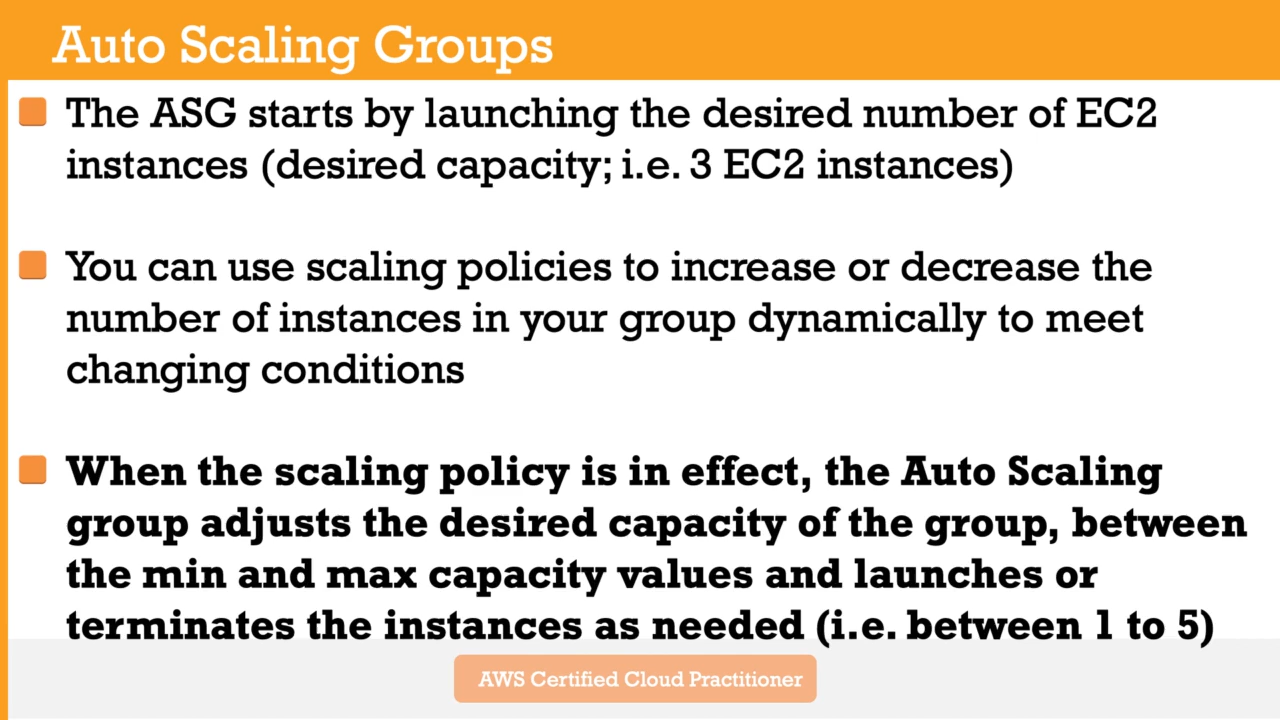 Auto Scaling Groups
The ASG starts by launching the desired number of EC2
instances (desired capacity; i.e. 3 EC2 instances)
You can use scaling policies to increase or decrease the
number of instances in your group dynamically to meet
changing conditions
When the scaling policy is in effect, the Auto Scaling
group adjusts the desired capacity of the group, between
the min and max capacity values and launches or
terminates the instances as needed (i.e. between 1 to 5)
AWS Certified Cloud Practitioner